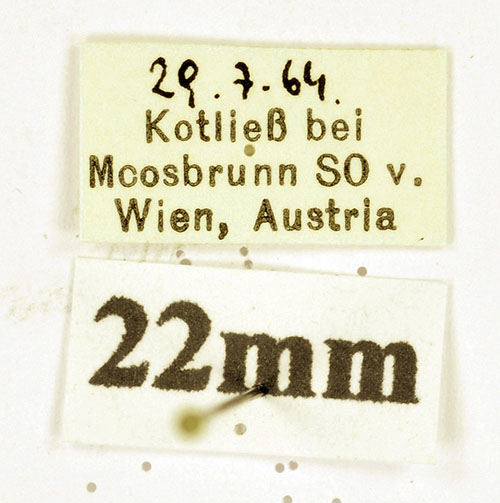 29.7.64.
Kotließ bei
Moosbrunn SO v.
Wien, Austria
22mm